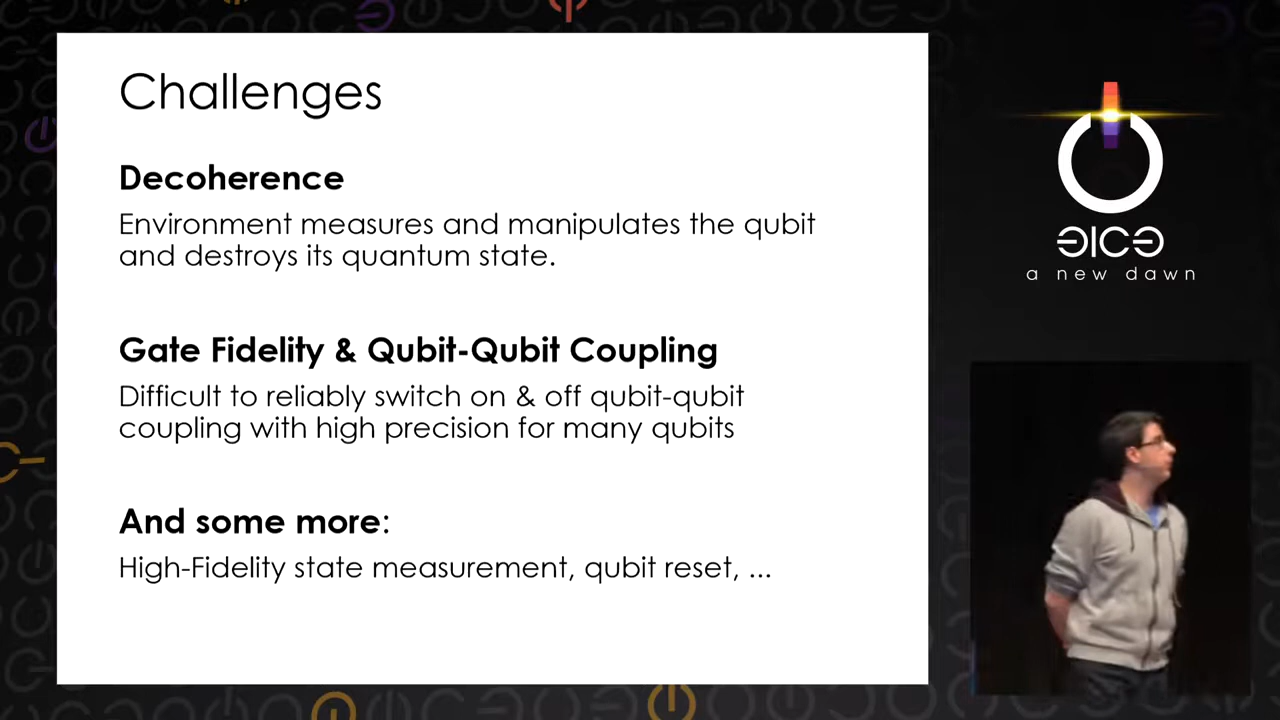 Challenges
Decoherence
Environment measures and manipulates the qubit
and destroys its quantum state.
Gate Fidelity & Qubit-Qubit Coupling
Difficult to reliably switch on & off qubit-qubit
coupling with high precision for many qubits
And some more:
High-Fidelity state measurement, qubit reset, ...
a new dawn